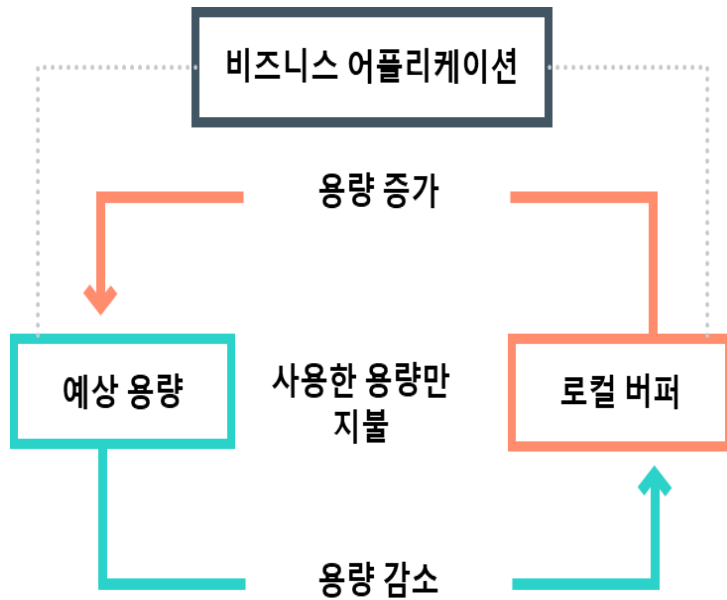 비즈니스 어플리케이션
용량 증가
예상 용량
사용한 용량만
지불
로컬 버퍼
용량 감소